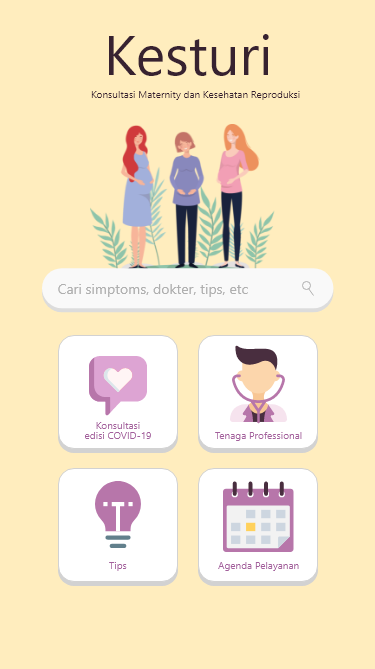 Kesturi
Konsultasi Maternity dan Kesehatan Reproduksi
Cari simptoms, dokter, tips, etc
Konsultasi
edisi COVID-19
Tenaga Professional
Tips
Agenda Pelayanan